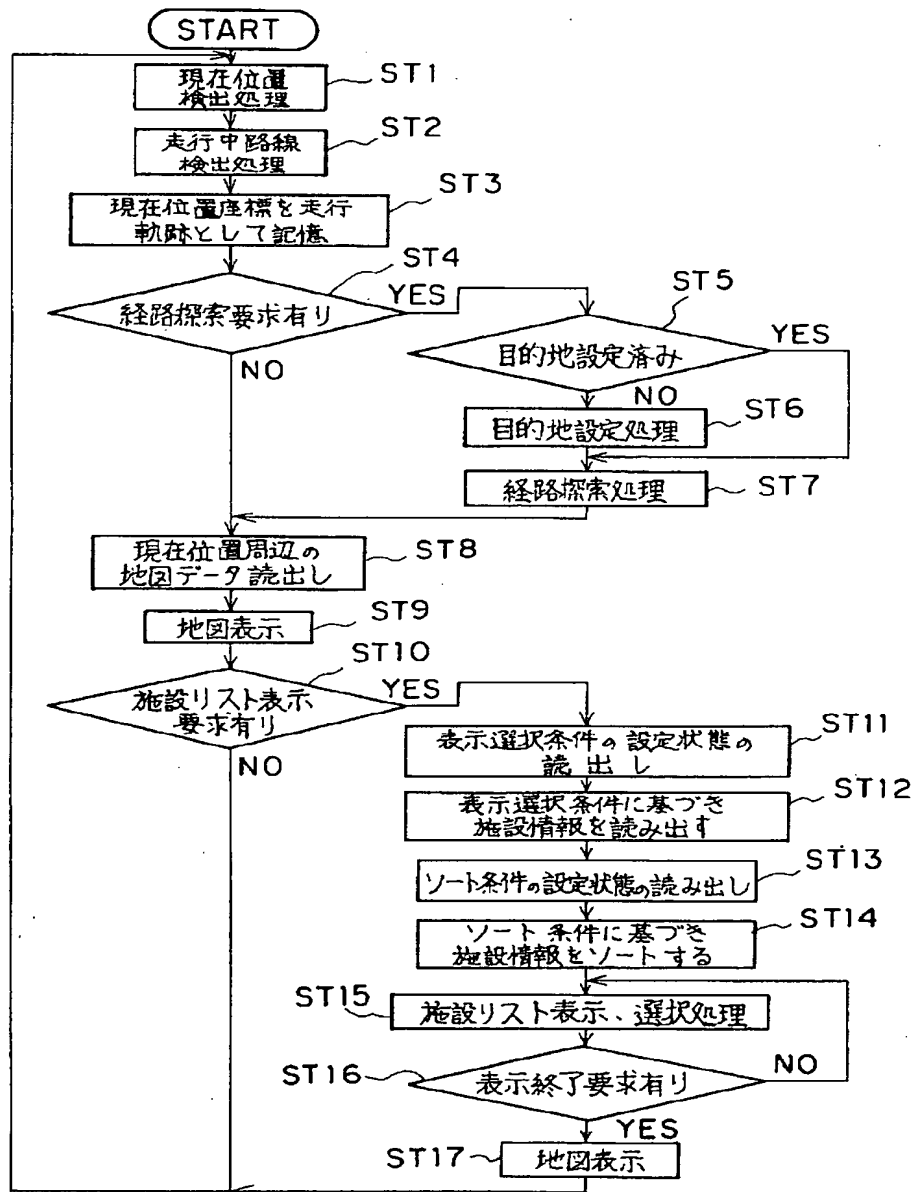 START
現在位置
検出処理
ST1
走行中路線
検出処理
ST2
現在位置座標を走行
軌跡として記憶
ST3
経路探索要求有り
ST4
YES
NO
目的地設定済み
ST5
YES
NO
目的地設定処理
ST6
経路探索処理
ST7
現在位置周辺の
地図データ読出し
ST8
地図表示
ST9
施設リスト表示
要求有り
ST10
YES
NO
表示選択条件の設定状態の
読出し
ST11
表示選択条件に基づき
施設情報を読み出す
ST12
ソート条件の設定状態の読み出し
ST13
ソート条件に基づき
施設情報をソートする
ST14
ST15
施設リスト表示、選択処理
ST16
表示終了要求有り
NO
YES
ST17
地図表示